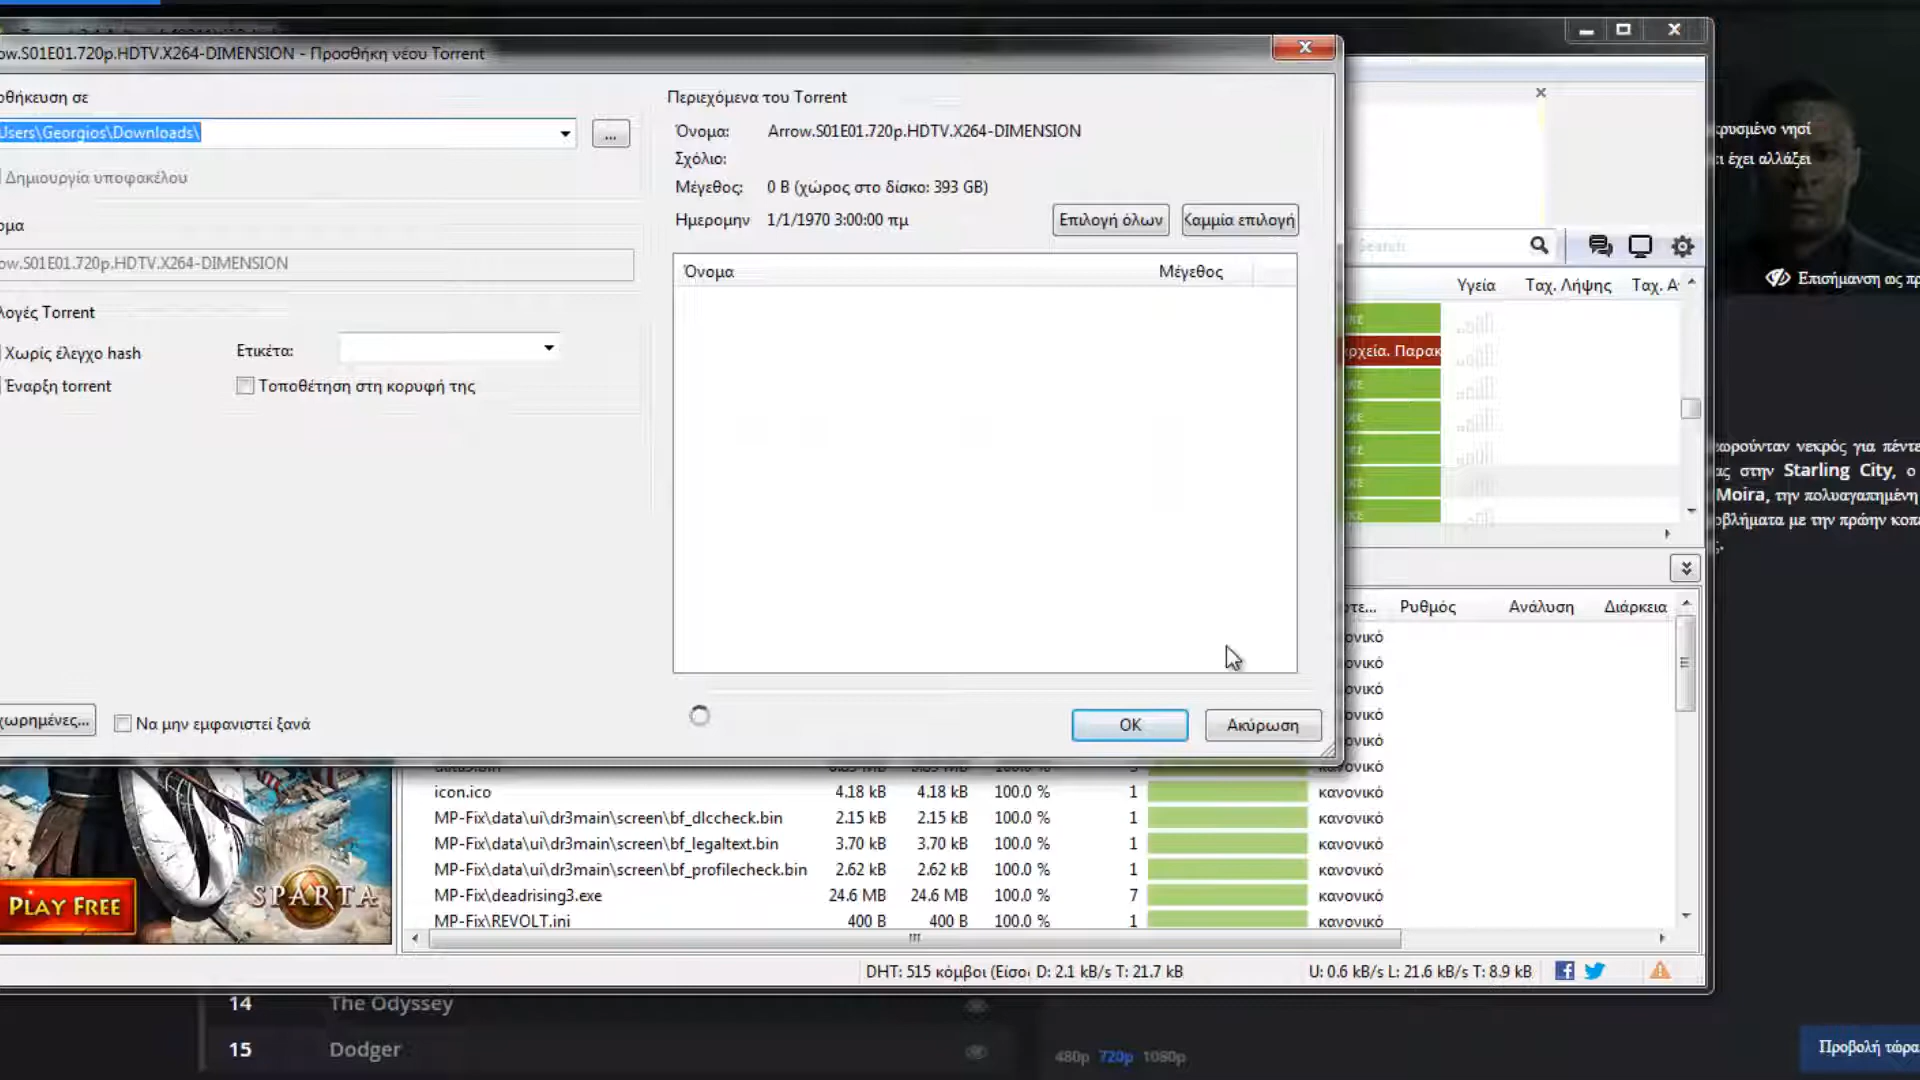 ow.S01E01.720p.HDTV.X264-DIMENSION - Προσθήκη νέου Torrent
οθήκευση σε
Users\Georgios\Downloads\
...
Δημιουργία υποφακέλου
ομα
ow.S01E01.720p.HDTV.X264-DIMENSION
λογές Torrent
Χωρίς έλεγχο hash
Ετικέτα:
Έναρξη torrent
Τοποθέτηση στη κορυφή της
χωρημένες...
Να μην εμφανιστεί ξανά
Περιεχόμενα του Torrent
Όνομα: Arrow.S01E01.720p.HDTV.X264-DIMENSION
Σχόλιο:
Μέγεθος: 0 B (χώρος στο δίσκο: 393 GB)
Ημερομην 1/1/1970 3:00:00 πμ
Επιλογή όλων
Καμμία επιλογή
Όνομα Μέγεθος
OK
Ακύρωση
Search
Υγεία Ταχ. Λήψης Ταχ. Α
αρχεία. Παρακ
οτε... Ρυθμός Ανάλυση Διάρκεια
ονικό
ονικό
ονικό
ονικό
ονικό
κανονικό
icon.ico 4.18 kB 4.18 kB 100.0 % 1 κανονικό
MP-Fix\data\ui\dr3main\screen\bf_dlccheck.bin 2.15 kB 2.15 kB 100.0 % 1 κανονικό
MP-Fix\data\ui\dr3main\screen\bf_legaltext.bin 3.70 kB 3.70 kB 100.0 % 1 κανονικό
MP-Fix\data\ui\dr3main\screen\bf_profilecheck.bin 2.62 kB 2.62 kB 100.0 % 1 κανονικό
MP-Fix\deadrising3.exe 24.6 MB 24.6 MB 100.0 % 7 κανονικό
MP-Fix\REVOLT.ini 400 B 400 B 100.0 % 1 κανονικό
PLAY FREE
SPARTA
DHT: 515 κόμβοι (Είσοι D: 2.1 kB/s T: 21.7 kB
U: 0.6 kB/s L: 21.6 kB/s T: 8.9 kB
κρυσμένο νησί
ι έχει αλλάξει
Επισήμανση ως πρ
ωρούνταν νεκρός για πέντε
ας στην Starling City, ο
Moira, την πολυαγαπημένη
οβλήματα με την πρώην κοπ
ς.
14 The Odyssey
15 Dodger
480p 720p 1080p
Προβολή τώρα